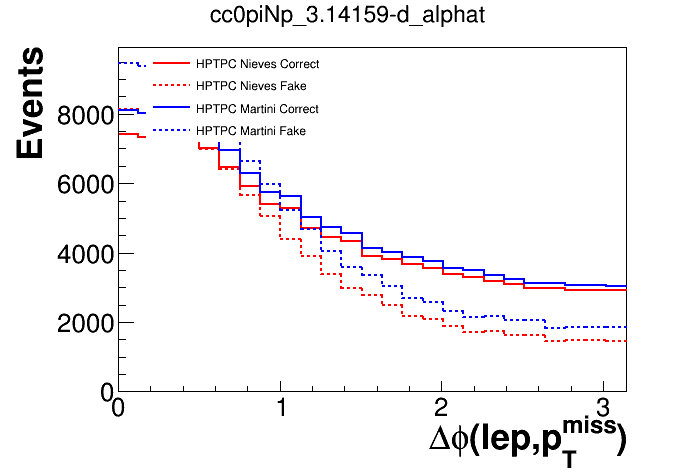 cc0piNp_3.14159-d_alphat
Events
HPTPC Nieves Correct
HPTPC Nieves Fake
HPTPC Martini Correct
HPTPC Martini Fake
8000
6000
4000
2000
0
0 1 2 3
Δϕ(lep,p_T^miss)